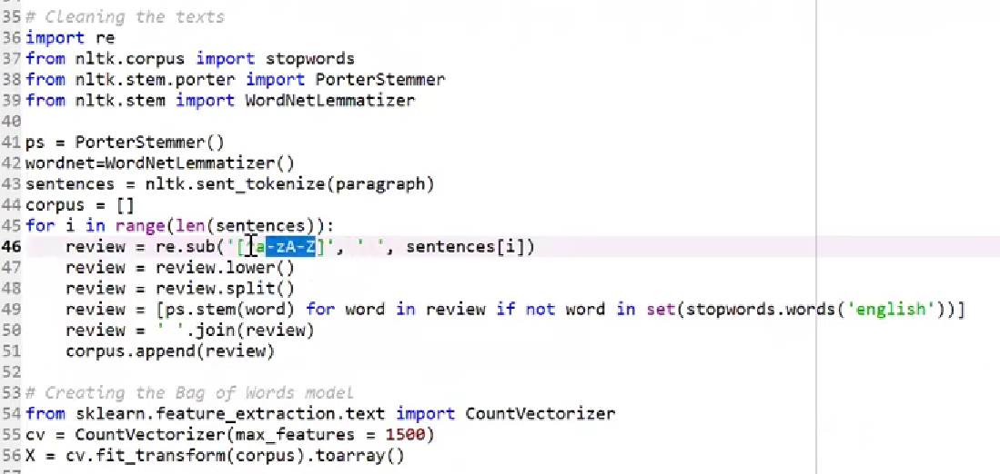 35 # Cleaning the texts
36 import re
37 from nltk.corpus import stopwords
38 from nltk.stem.porter import PorterStemmer
39 from nltk.stem import WordNetLemmatizer
40
41 ps = PorterStemmer()
42 wordnet=WordNetLemmatizer()
43 sentences = nltk.sent_tokenize(paragraph)
44 corpus = []
45 for i in range(len(sentences)):
46     review = re.sub('[^a-zA-Z]', ' ', sentences[i])
47     review = review.lower()
48     review = review.split()
49     review = [ps.stem(word) for word in review if not word in set(stopwords.words('english'))]
50     review = ' '.join(review)
51     corpus.append(review)
52
53 # Creating the Bag of Words model
54 from sklearn.feature_extraction.text import CountVectorizer
55 cv = CountVectorizer(max_features = 1500)
56 X = cv.fit_transform(corpus).toarray()